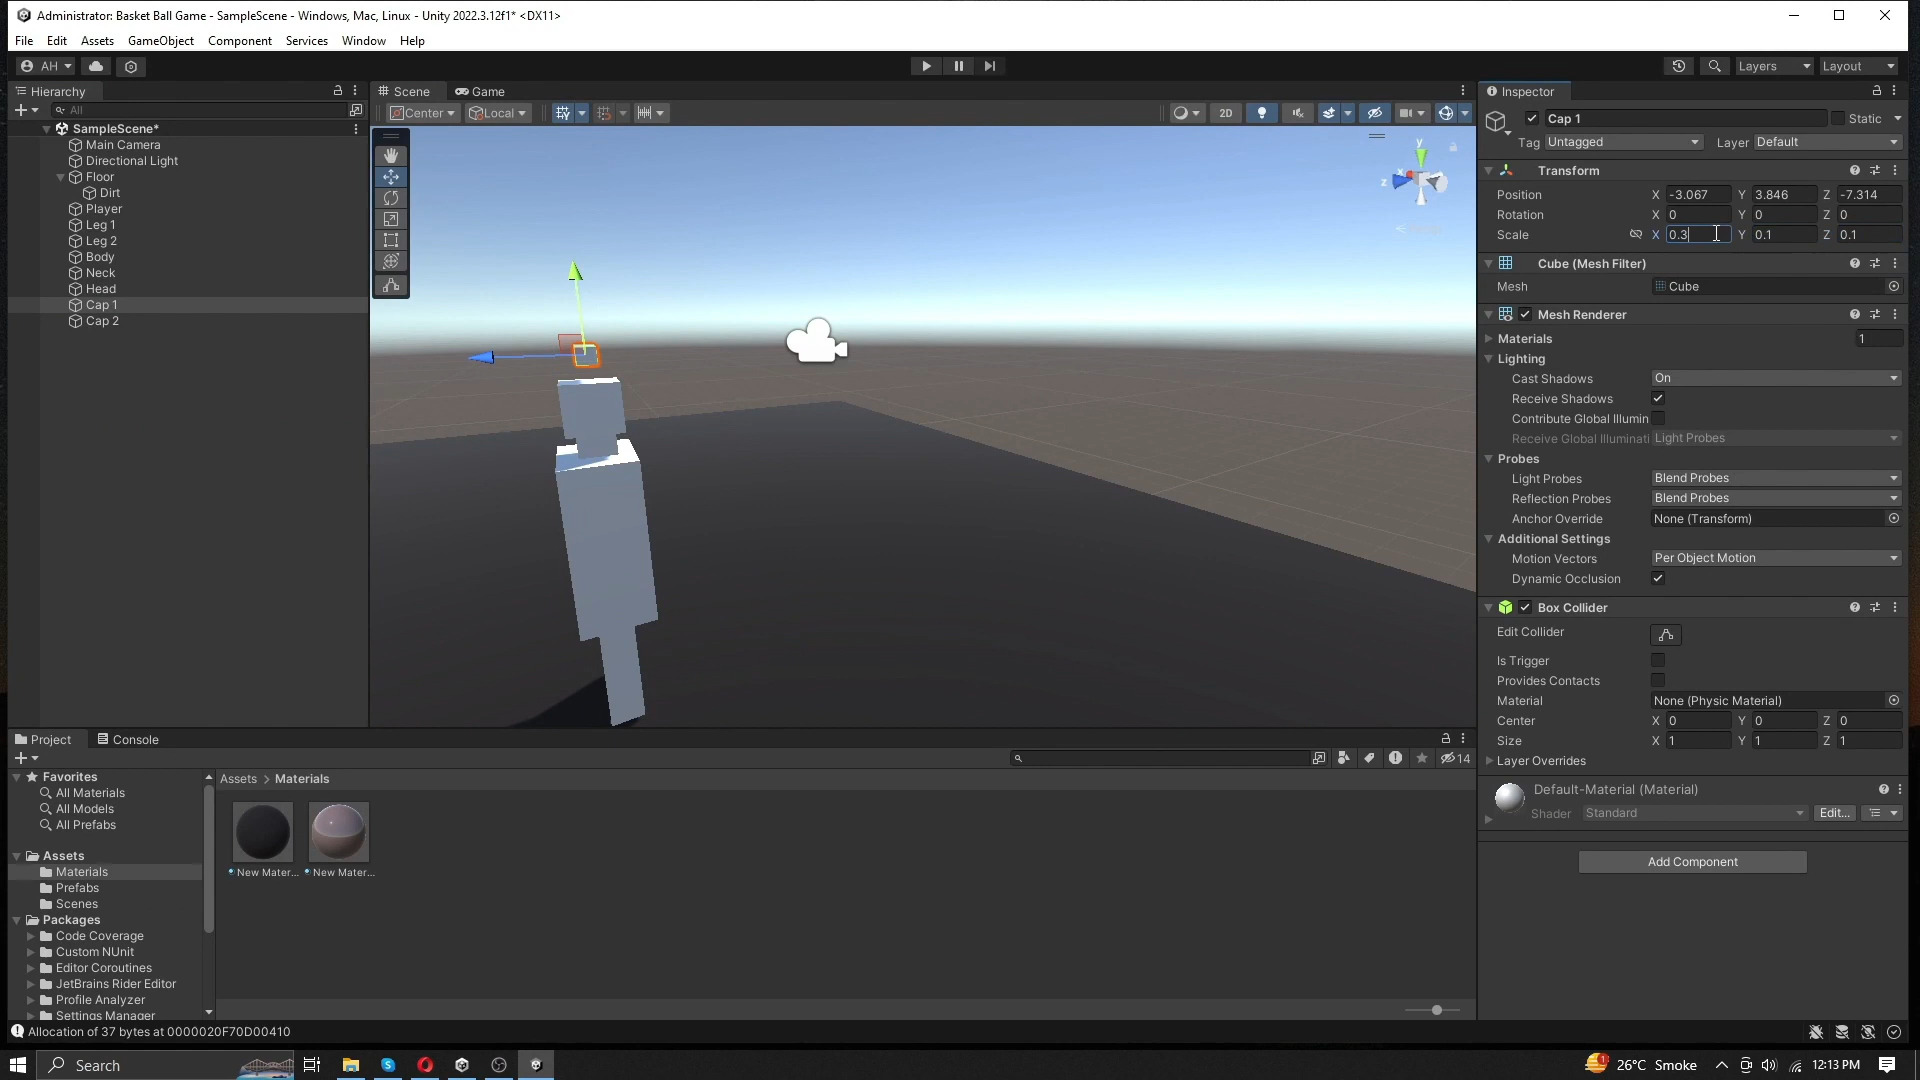 Administrator: Basket Ball Game - SampleScene - Windows, Mac, Linux - Unity 2022.3.12f1* <DX11>
File Edit Assets GameObject Component Services Window Help
AH Layers Layout
Hierarchy
All
SampleScene*
Main Camera
Directional Light
Floor
Dirt
Player
Leg 1
Leg 2
Body
Neck
Head
Cap 1
Cap 2
Scene Game
Center Local 2D
y
x
z
Inspector
Cap 1 Static
Tag Untagged Layer Default
Transform
Position X -3.067 Y 3.846 Z -7.314
Rotation X 0 Y 0 Z 0
Scale X 0.3 Y 0.1 Z 0.1
Cube (Mesh Filter)
Mesh Cube
Mesh Renderer
Materials 1
Lighting
Cast Shadows On
Receive Shadows
Contribute Global Illumin
Receive Global Illuminati Light Probes
Probes
Light Probes Blend Probes
Reflection Probes Blend Probes
Anchor Override None (Transform)
Additional Settings
Motion Vectors Per Object Motion
Dynamic Occlusion
Box Collider
Edit Collider
Is Trigger
Provides Contacts
Material None (Physic Material)
Center X 0 Y 0 Z 0
Size X 1 Y 1 Z 1
Layer Overrides
Default-Material (Material)
Shader Standard Edit...
Add Component
Project Console
14
Favorites
All Materials
All Models
All Prefabs
Assets
Materials
Prefabs
Scenes
Packages
Code Coverage
Custom NUnit
Editor Coroutines
JetBrains Rider Editor
Profile Analyzer
Settings Manager
Assets > Materials
New Mater... New Mater...
Allocation of 37 bytes at 0000020F70D00410
Search 1 26°C Smoke 12:13 PM